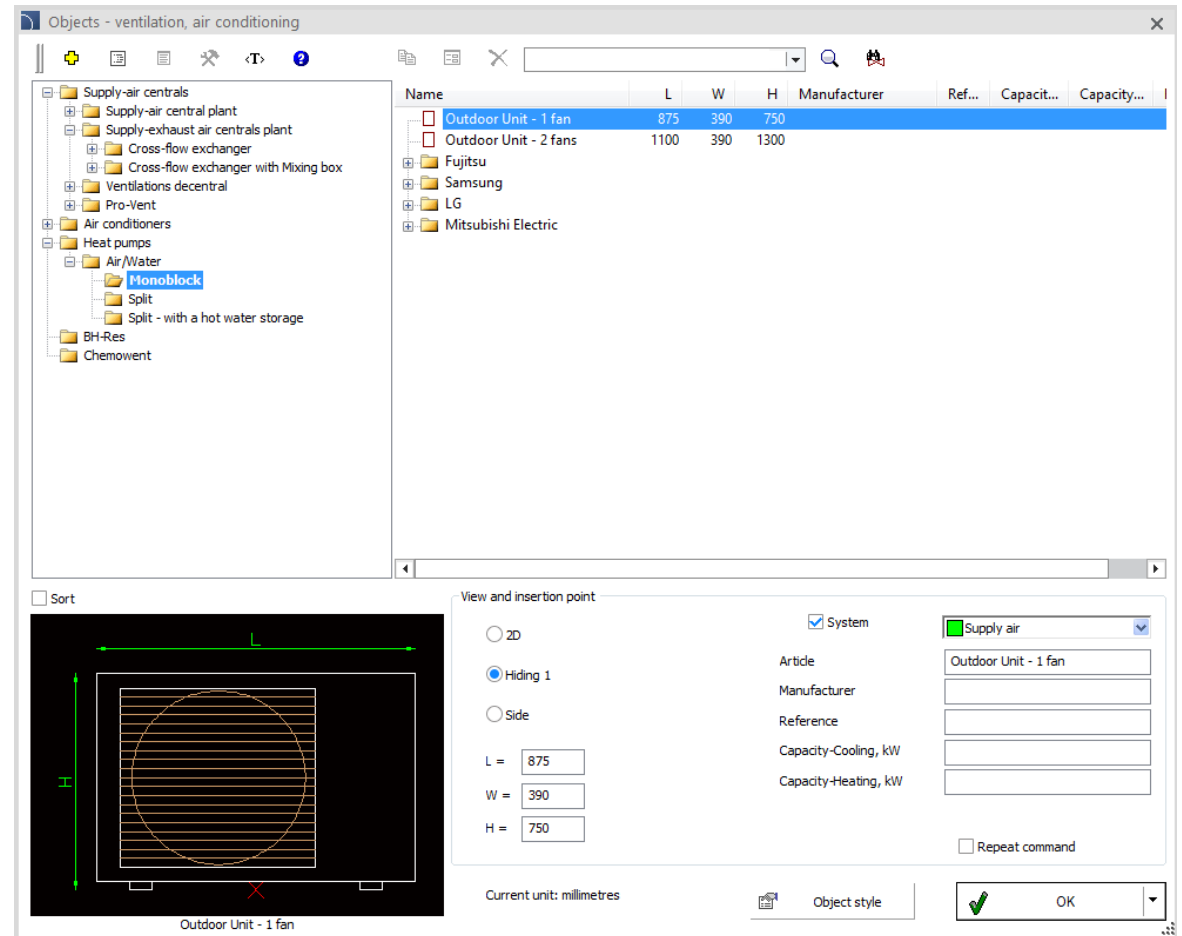 Objects - ventilation, air conditioning
<T> ?
Supply-air centrals
Supply-air central plant
Supply-exhaust air centrals plant
Cross-flow exchanger
Cross-flow exchanger with Mixing box
Ventilations decentral
Pro-Vent
Air conditioners
Heat pumps
Air/Water
Monoblock
Split
Split - with a hot water storage
BH-Res
Chemowent
Name L W H Manufacturer Ref... Capacit... Capacity...
Outdoor Unit - 1 fan 875 390 750
Outdoor Unit - 2 fans 1100 390 1300
Fujitsu
Samsung
LG
Mitsubishi Electric
Sort
L
H
Outdoor Unit - 1 fan
View and insertion point
2D
Hiding 1
Side
L = 875
W = 390
H = 750
System Supply air
Article Outdoor Unit - 1 fan
Manufacturer
Reference
Capacity-Cooling, kW
Capacity-Heating, kW
Repeat command
Current unit: millimetres
Object style
OK